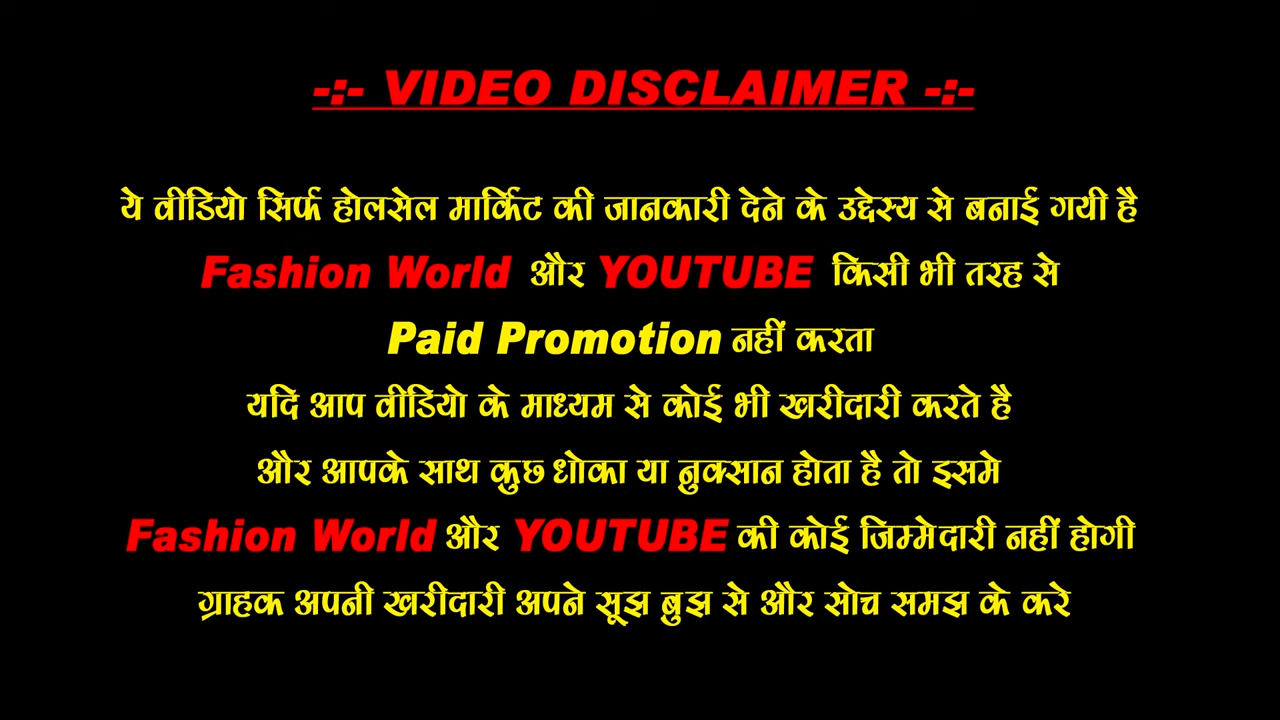 -:- VIDEO DISCLAIMER -:-
ये वीडियो सिर्फ होलसेल मार्किट की जानकारी देने के उद्देस्य से बनाई गयी है
Fashion World और YOUTUBE किसी भी तरह से
Paid Promotion नहीं करता
यदि आप वीडियो के माध्यम से कोई भी खरीदारी करते है
और आपके साथ कुछ धोका या नुक्सान होता है तो इसमे
Fashion World और YOUTUBE की कोई जिम्मेदारी नहीं होगी
ग्राहक अपनी खरीदारी अपने सूझ बुझ से और सोच समझ के करे